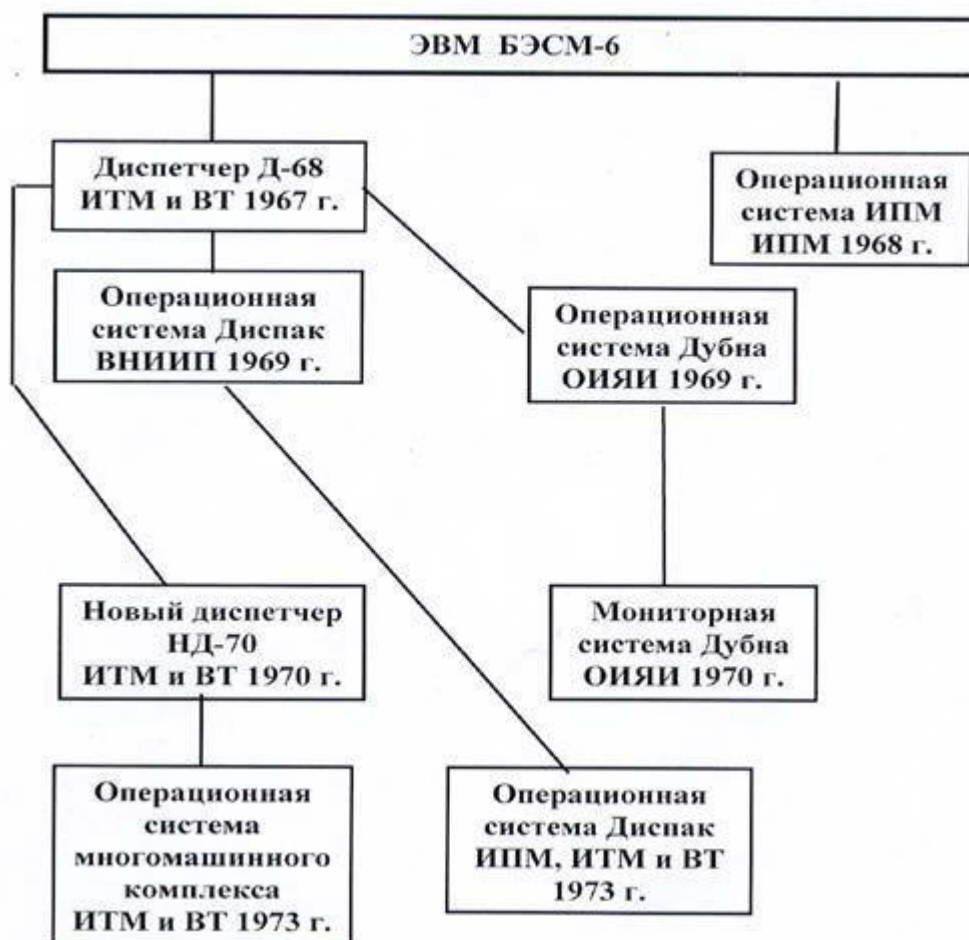 ЭВМ БЭСМ-6
Диспетчер Д-68
ИТМ и ВТ 1967 г.
Операционная
система ИПМ
ИПМ 1968 г.
Операционная
система Диспак
ВНИИП 1969 г.
Операционная
система Дубна
ОИЯИ 1969 г.
Новый диспетчер
НД-70
ИТМ и ВТ 1970 г.
Мониторная
система Дубна
ОИЯИ 1970 г.
Операционная
система
многомашинного
комплекса
ИТМ и ВТ 1973 г.
Операционная
система Диспак
ИПМ, ИТМ и ВТ
1973 г.